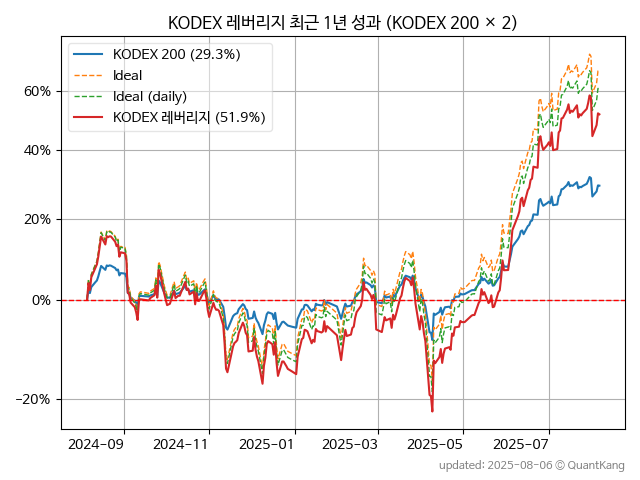 KODEX 레버리지 최근 1년 성과 (KODEX 200 × 2)
KODEX 200 (29.3%)
Ideal
Ideal (daily)
KODEX 레버리지 (51.9%)
60%
40%
20%
0%
−20%
2024-09 2024-11 2025-01 2025-03 2025-05 2025-07
updated: 2025-08-06 © QuantKang